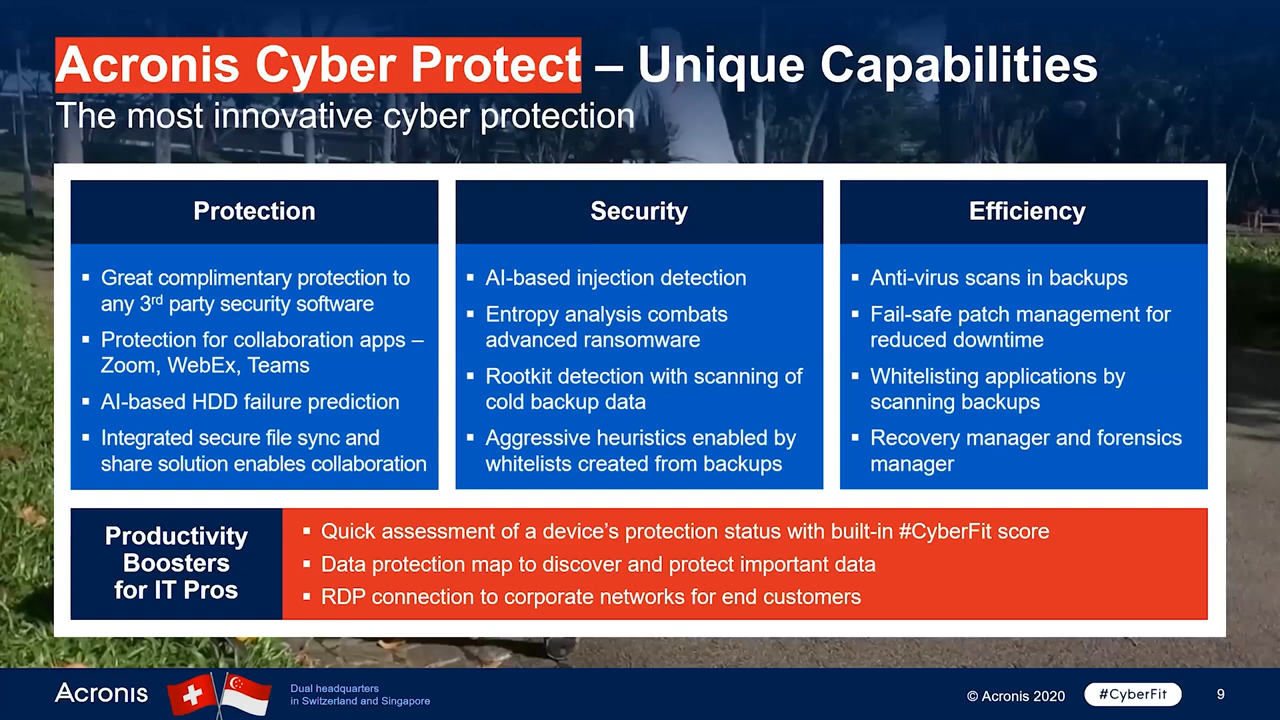 Acronis Cyber Protect – Unique Capabilities
The most innovative cyber protection
Protection
▪ Great complimentary protection to
any 3rd party security software
▪ Protection for collaboration apps –
Zoom, WebEx, Teams
▪ AI-based HDD failure prediction
▪ Integrated secure file sync and
share solution enables collaboration
Security
▪ AI-based injection detection
▪ Entropy analysis combats
advanced ransomware
▪ Rootkit detection with scanning of
cold backup data
▪ Aggressive heuristics enabled by
whitelists created from backups
Efficiency
▪ Anti-virus scans in backups
▪ Fail-safe patch management for
reduced downtime
▪ Whitelisting applications by
scanning backups
▪ Recovery manager and forensics
manager
Productivity
Boosters
for IT Pros
▪ Quick assessment of a device’s protection status with built-in #CyberFit score
▪ Data protection map to discover and protect important data
▪ RDP connection to corporate networks for end customers
Acronis
Dual headquarters
in Switzerland and Singapore
© Acronis 2020
#CyberFit
9